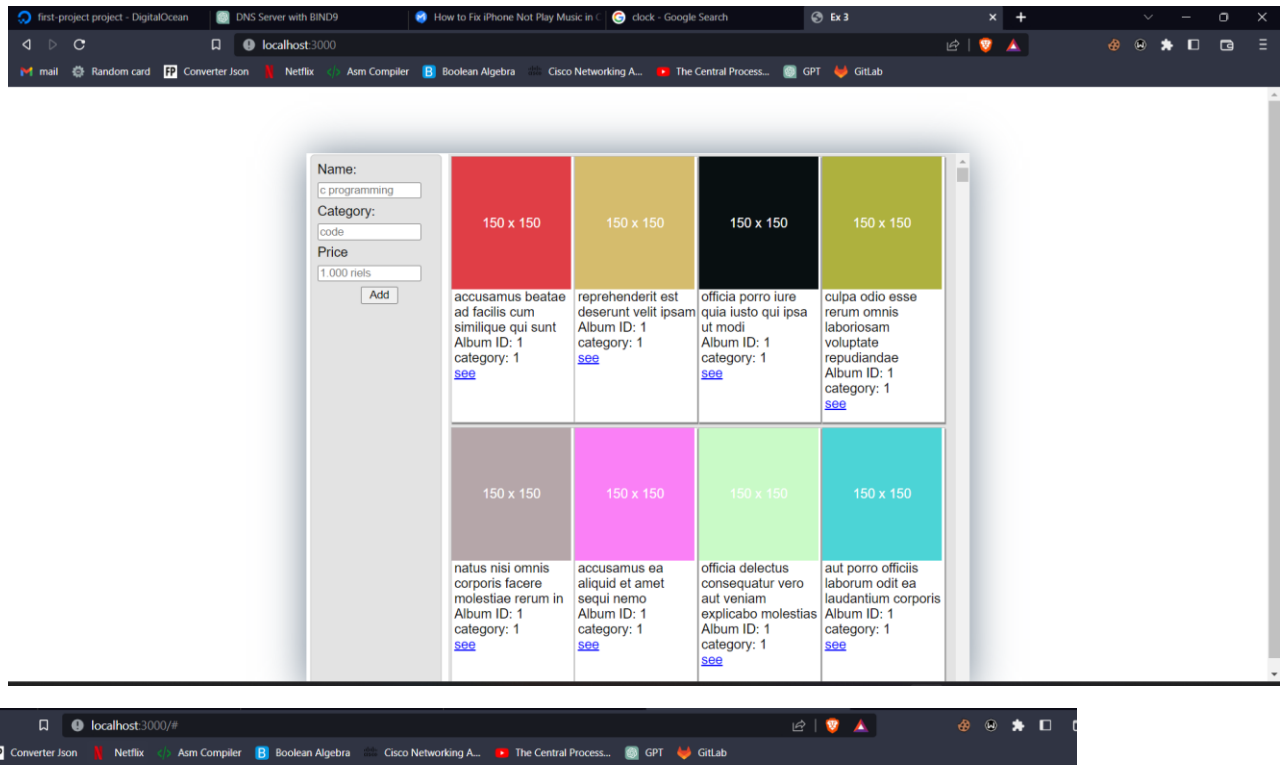 first-project project - DigitalOcean
DNS Server with BIND9
How to Fix iPhone Not Play Music in C
clock - Google Search
Ex 3
localhost:3000
mail
Random card
FP Converter Json
Netflix
Asm Compiler
B Boolean Algebra
Cisco Networking A...
The Central Process...
GPT
GitLab
Name:
c programming
Category:
code
Price
1.000 riels
Add
150 x 150
accusamus beatae
ad facilis cum
similique qui sunt
Album ID: 1
category: 1
see
150 x 150
reprehenderit est
deserunt velit ipsam
Album ID: 1
category: 1
see
150 x 150
officia porro iure
quia iusto qui ipsa
ut modi
Album ID: 1
category: 1
see
150 x 150
culpa odio esse
rerum omnis
laboriosam
voluptate
repudiandae
Album ID: 1
category: 1
see
150 x 150
natus nisi omnis
corporis facere
molestiae rerum in
Album ID: 1
category: 1
see
150 x 150
accusamus ea
aliquid et amet
sequi nemo
Album ID: 1
category: 1
see
150 x 150
officia delectus
consequatur vero
aut veniam
explicabo molestias
Album ID: 1
category: 1
see
150 x 150
aut porro officiis
laborum odit ea
laudantium corporis
Album ID: 1
category: 1
see
localhost:3000/#
Converter Json
Netflix
Asm Compiler
B Boolean Algebra
Cisco Networking A...
The Central Process...
GPT
GitLab